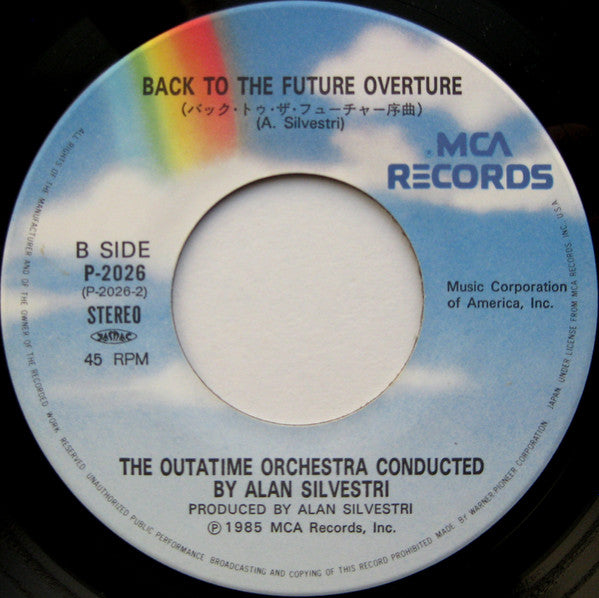 BACK TO THE FUTURE OVERTURE
(バック・トゥ・ザ・フューチャー序曲)
(A. Silvestri)
MCA
RECORDS
B SIDE
P-2026
(P-2026-2)
STEREO
JASRAC
45 RPM
Music Corporation
of America, Inc.
THE OUTATIME ORCHESTRA CONDUCTED
BY ALAN SILVESTRI
PRODUCED BY ALAN SILVESTRI
Ⓟ1985 MCA Records, Inc.
ALL RIGHTS OF THE MANUFACTURER AND OF THE OWNER OF THE RECORDED WORK RESERVED. UNAUTHORIZED PUBLIC PERFORMANCE BROADCASTING AND COPYING OF THIS RECORD PROHIBITED MADE BY WARNER-PIONEER CORPORATION. JAPAN UNDER LICENSE FROM MCA RECORDS INC. U.S.A.